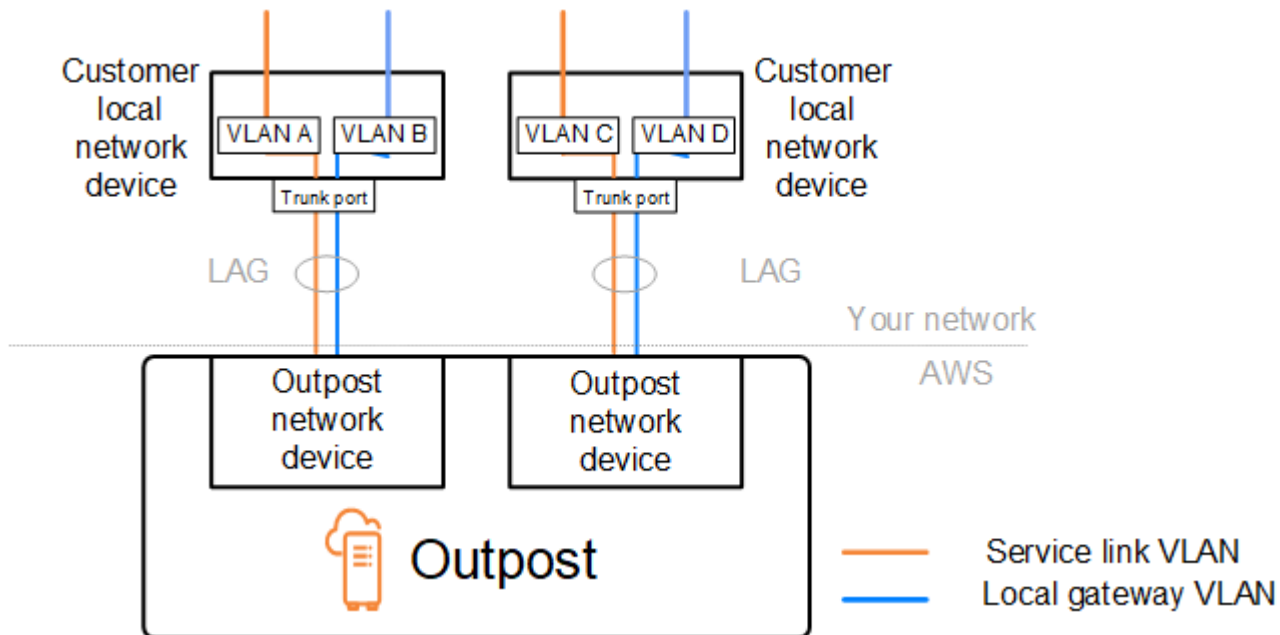 Customer
local
network
device
VLAN A
VLAN B
Trunk port
VLAN C
VLAN D
Trunk port
Customer
local
network
device
LAG
LAG
Your network
AWS
Outpost
network
device
Outpost
network
device
Outpost
Service link VLAN
Local gateway VLAN